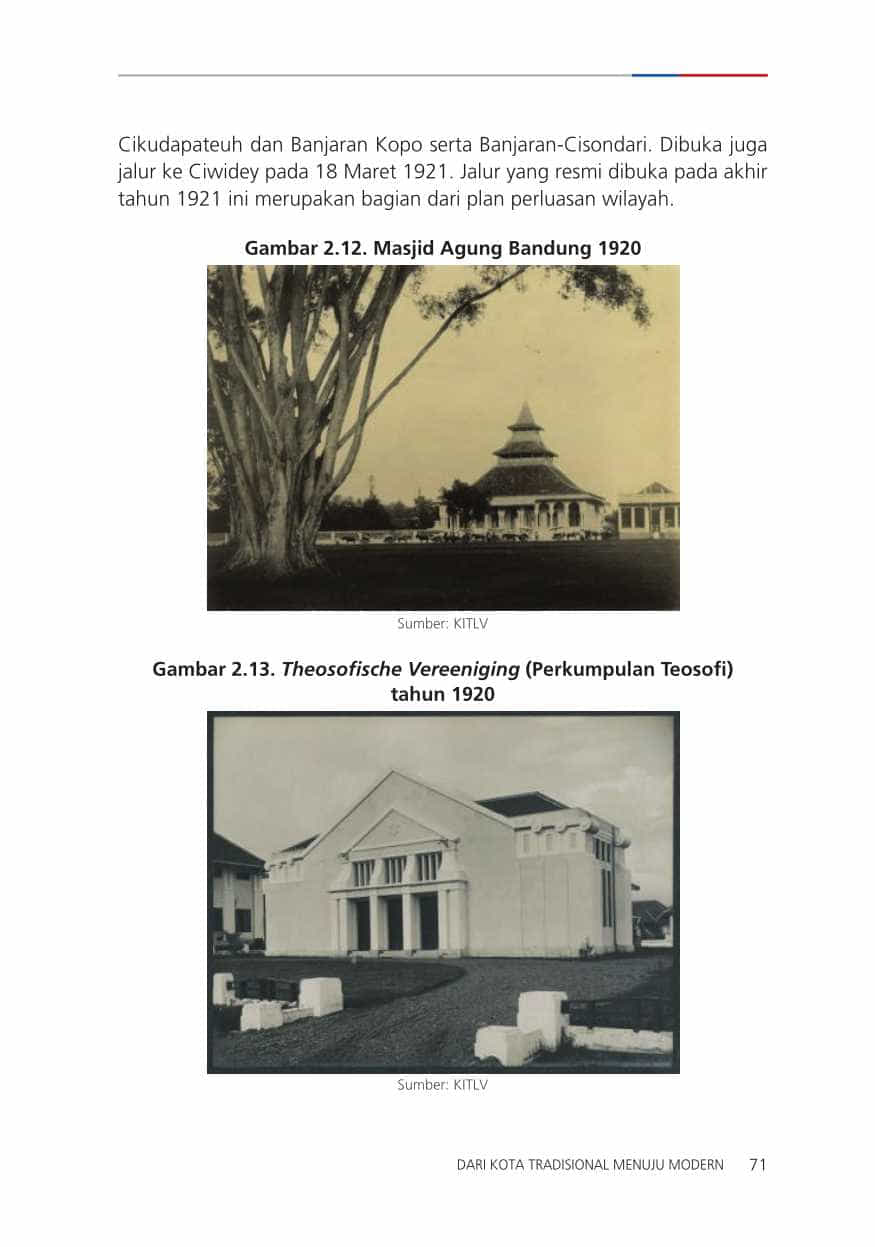 Cikudapateuh dan Banjaran Kopo serta Banjaran-Cisondari. Dibuka juga
jalur ke Ciwidey pada 18 Maret 1921. Jalur yang resmi dibuka pada akhir
tahun 1921 ini merupakan bagian dari plan perluasan wilayah.
Gambar 2.12. Masjid Agung Bandung 1920
Sumber: KITLV
Gambar 2.13. Theosofische Vereeniging (Perkumpulan Teosofi)
tahun 1920
Sumber: KITLV
DARI KOTA TRADISIONAL MENUJU MODERN 71